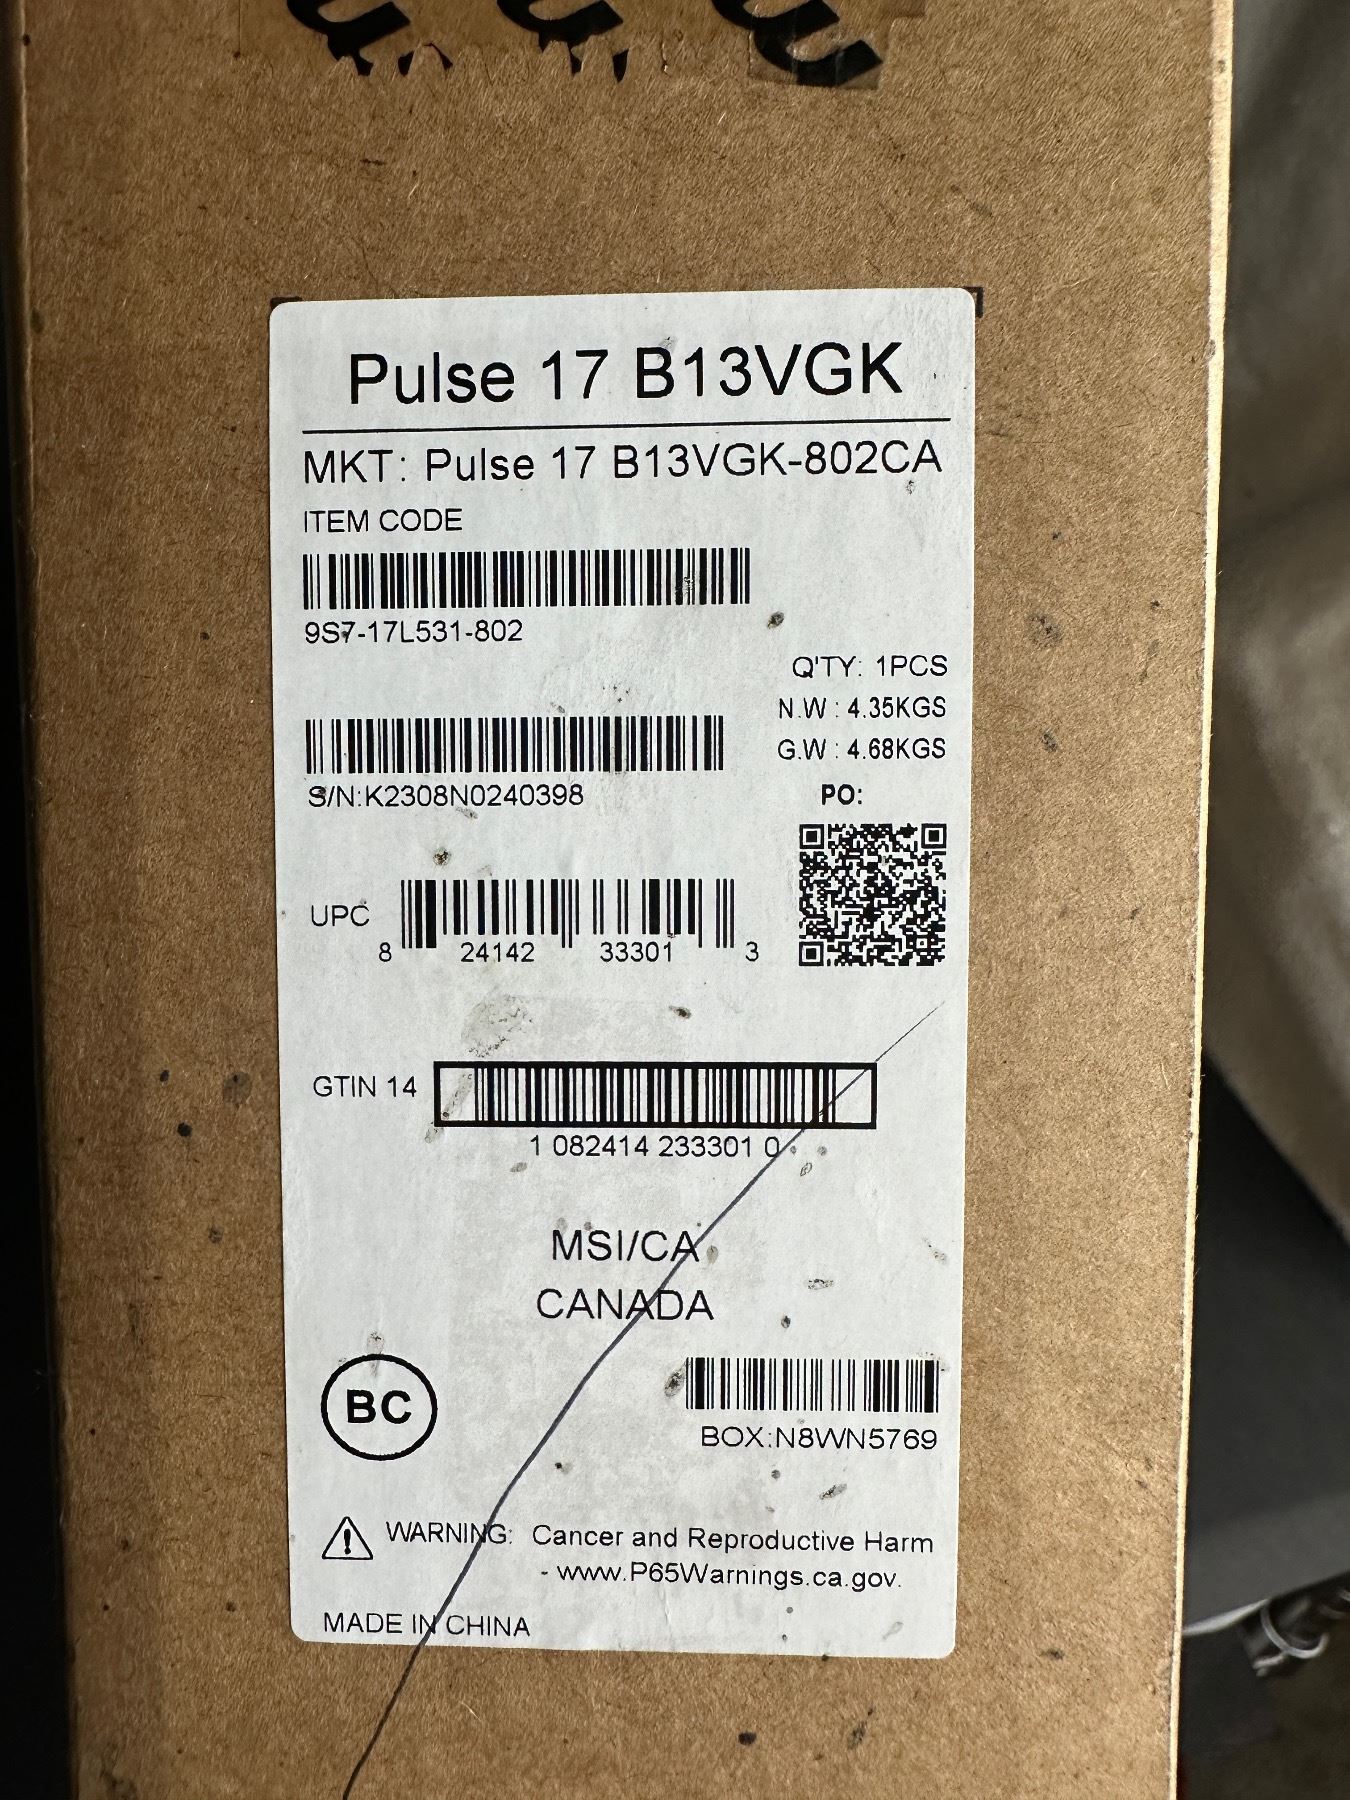 Pulse 17 B13VGK
MKT: Pulse 17 B13VGK-802CA
ITEM CODE
9S7-17L531-802
Q'TY: 1PCS
N.W : 4.35KGS
G.W : 4.68KGS
S/N:K2308N0240398
PO:
UPC
8 24142 33301 3
GTIN 14
1 082414 233301 0
MSI/CA
CANADA
BC
BOX:N8WN5769
WARNING: Cancer and Reproductive Harm
- www.P65Warnings.ca.gov.
MADE IN CHINA